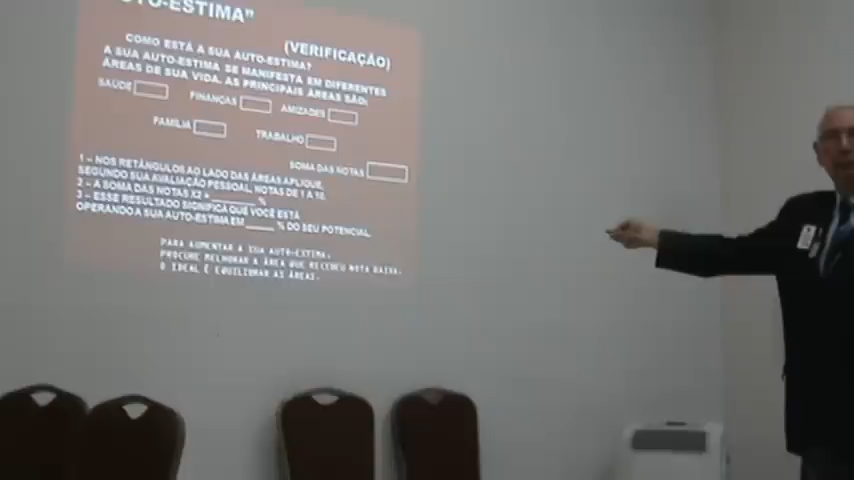 UTO-ESTIMA"
(VERIFICAÇÃO)
COMO ESTÁ A SUA AUTO-ESTIMA?
A SUA AUTO-ESTIMA SE MANIFESTA EM DIFERENTES
ÁREAS DE SUA VIDA. AS PRINCIPAIS ÁREAS SÃO:
SAÚDE FINANÇAS AMIZADES
FAMILIA TRABALHO
SOMA DAS NOTAS
1 – NOS RETÂNGULOS AO LADO DAS ÁREAS APLIQUE,
SEGUNDO SUA AVALIAÇÃO PESSOAL, NOTAS DE 1 A 10.
2 – A SOMA DAS NOTAS X2 = ______ %
3 – ESSE RESULTADO SIGNIFICA QUE VOCÊ ESTÁ
OPERANDO A SUA AUTO-ESTIMA EM _____ % DO SEU POTENCIAL.
PARA AUMENTAR A SUA AUTO-ESTIMA,
PROCURE MELHORAR A ÁREA QUE RECEBEU NOTA BAIXA.
O IDEAL É EQUILIBRAR AS ÁREAS.